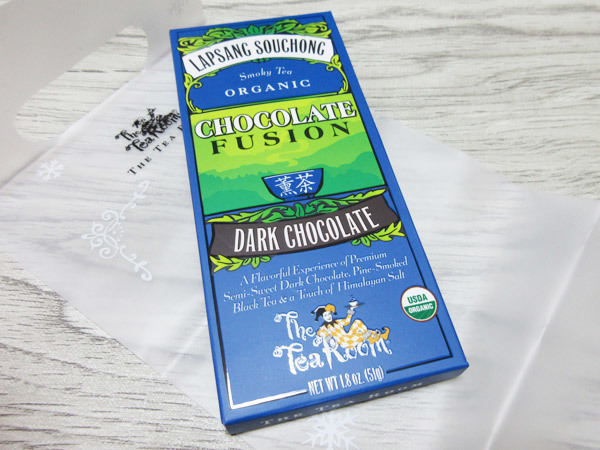 LAPSANG SOUCHONG
Smoky Tea
ORGANIC
CHOCOLATE
FUSION
薫茶
DARK CHOCOLATE
A Flavorful Experience of Premium
Semi-Sweet Dark Chocolate, Pine-Smoked
Black Tea & a Touch of Himalayan Salt
USDA
ORGANIC
The
Tea Room
NET WT 1.8 oz. (51g)
THE TEA ROOM
The
Tea Room
THE TEA RO